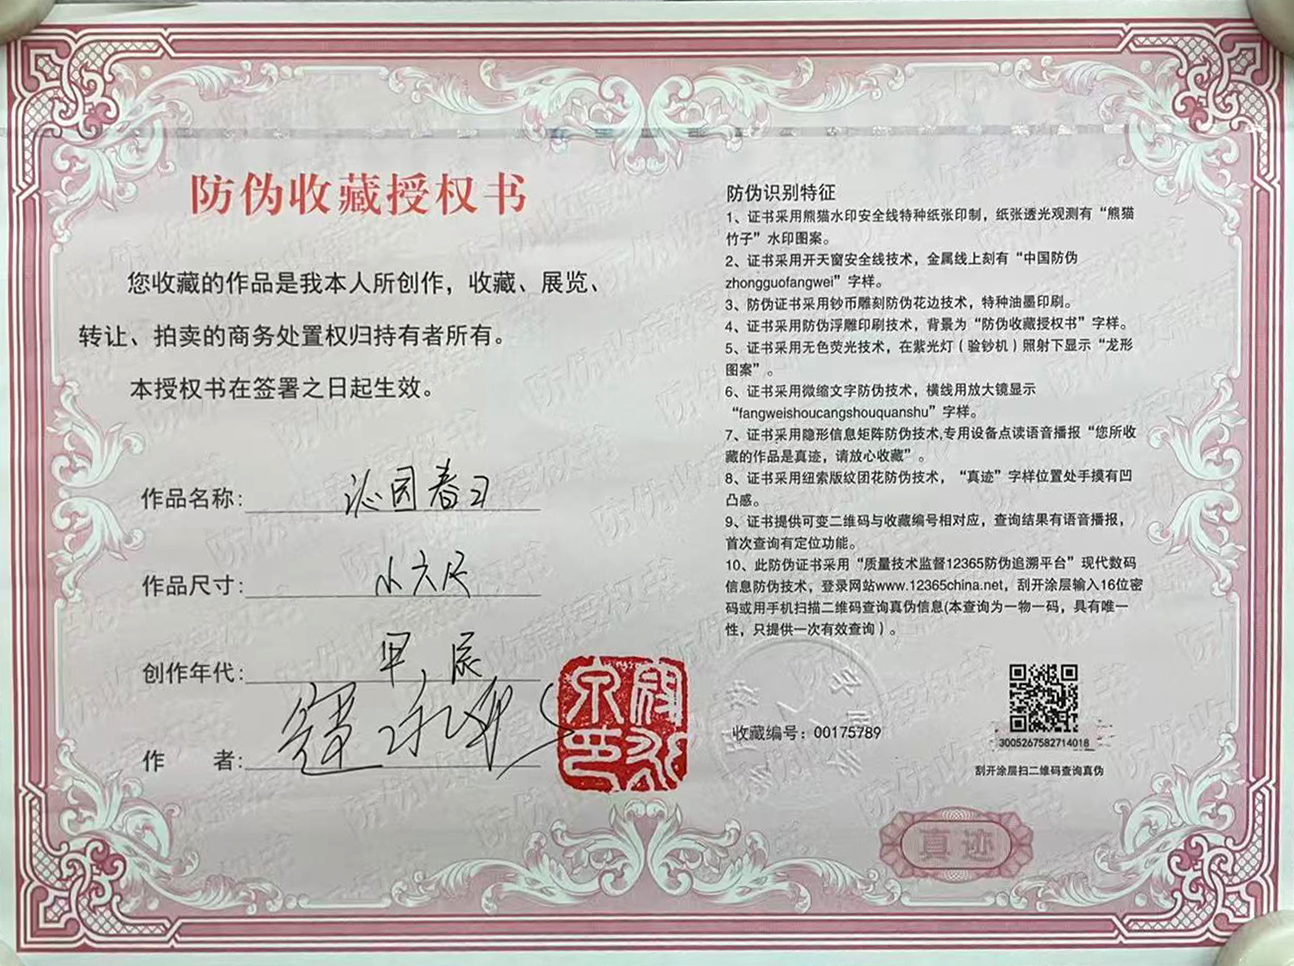 防伪收藏授权书
您收藏的作品是我本人所创作，收藏、展览、
转让、拍卖的商务处置权归持有者所有。
本授权书在签署之日起生效。
作品名称：沁园春
作品尺寸：小六尺
创作年代：甲，辰
作 者：
防伪识别特征
1、证书采用熊猫水印安全线特种纸张印制，纸张透光观测有“熊猫
竹子”水印图案。
2、证书采用开天窗安全线技术，金属线上刻有“中国防伪
zhongguofangwei”字样。
3、防伪证书采用钞币雕刻防伪花边技术，特种油墨印刷。
4、证书采用防伪浮雕印刷技术，背景为“防伪收藏授权书”字样。
5、证书采用无色荧光技术，在紫光灯（验钞机）照射下显示“龙形
图案”。
6、证书采用微缩文字防伪技术，横线用放大镜显示
“fangweishoucangshouquanshu”字样。
7、证书采用隐形信息矩阵防伪技术,专用设备点读语音播报“您所收
藏的作品是真迹，请放心收藏”。
8、证书采用纽索版纹团花防伪技术，“真迹”字样位置处手摸有凹
凸感。
9、证书提供可变二维码与收藏编号相对应，查询结果有语音播报，
首次查询有定位功能。
10、此防伪证书采用“质量技术监督12365防伪追溯平台”现代数码
信息防伪技术，登录网站www.12365china.net，刮开涂层输入16位密
码或用手机扫描二维码查询真伪信息(本查询为一物一码，具有唯一
性，只提供一次有效查询）。
收藏编号：00175789
3005267582714018
刮开涂层扫二维码查询真伪
真迹